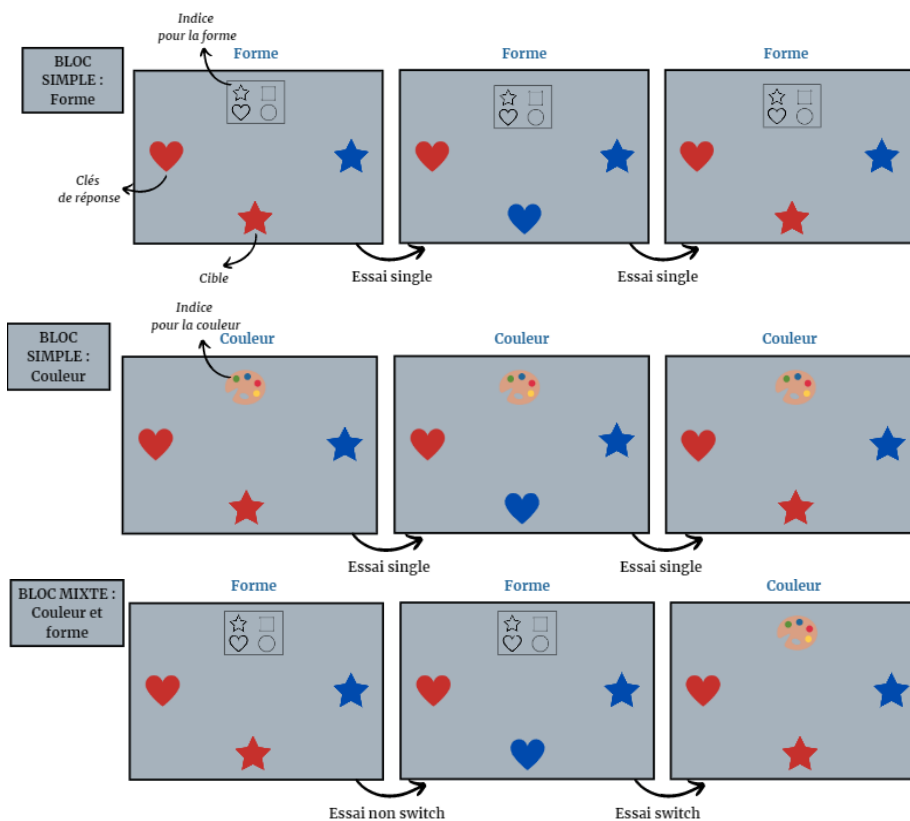 Indice
pour la forme
BLOC
SIMPLE :
Forme
Forme
Forme
Forme
Clés
de réponse
Cible
Essai single
Essai single
Indice
pour la couleur
BLOC
SIMPLE :
Couleur
Couleur
Couleur
Couleur
Essai single
Essai single
BLOC MIXTE :
Couleur et
forme
Forme
Forme
Couleur
Essai non switch
Essai switch